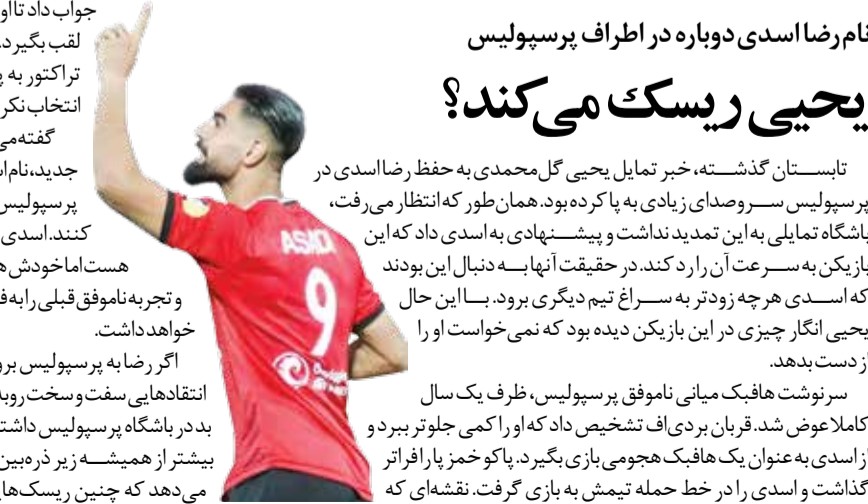 نام رضا اسدی دوباره در اطراف پرسپولیس
یحیی ریسک می‌کند؟
تابستان گذشته، خبر تمایل یحیی گل‌محمدی به حفظ رضا اسدی در
پرسپولیس سروصدای زیادی به پا کرده بود. همان‌طور که انتظار می‌رفت،
باشگاه تمایلی به این تمدید نداشت و پیشنهادی به اسدی داد که این
بازیکن به سرعت آن را رد کند. در حقیقت آنها به دنبال این بودند
که اسدی هر چه زودتر به سراغ تیم دیگری برود. با این حال
یحیی انگار چیزی در این بازیکن دیده بود که نمی‌خواست او را
از دست بدهد.
سرنوشت هافبک میانی ناموفق پرسپولیس، ظرف یک سال
کاملا عوض شد. قربان بردی‌اف تشخیص داد که او را کمی جلوتر ببرد و
از اسدی به عنوان یک هافبک هجومی بازی بگیرد. پاکو خمز پا را فراتر
گذاشت و اسدی را در خط حمله تیمش به بازی گرفت. نقشه‌ای که
ASADI
9
جواب داد تا او
لقب بگیرد.
تراکتور به
انتخاب نکر
گفته می
جدید، نام
پرسپولیس
کنند. اسدی
هست اما خودش
و تجربه ناموفق قبلی را به
خواهد داشت.
اگر رضا به پرسپولیس برو
انتقادهایی سفت و سخت روبه
بد در باشگاه پرسپولیس داشت
بیشتر از همیشه زیر ذره‌بین
می‌دهد که چنین ریسک‌ها